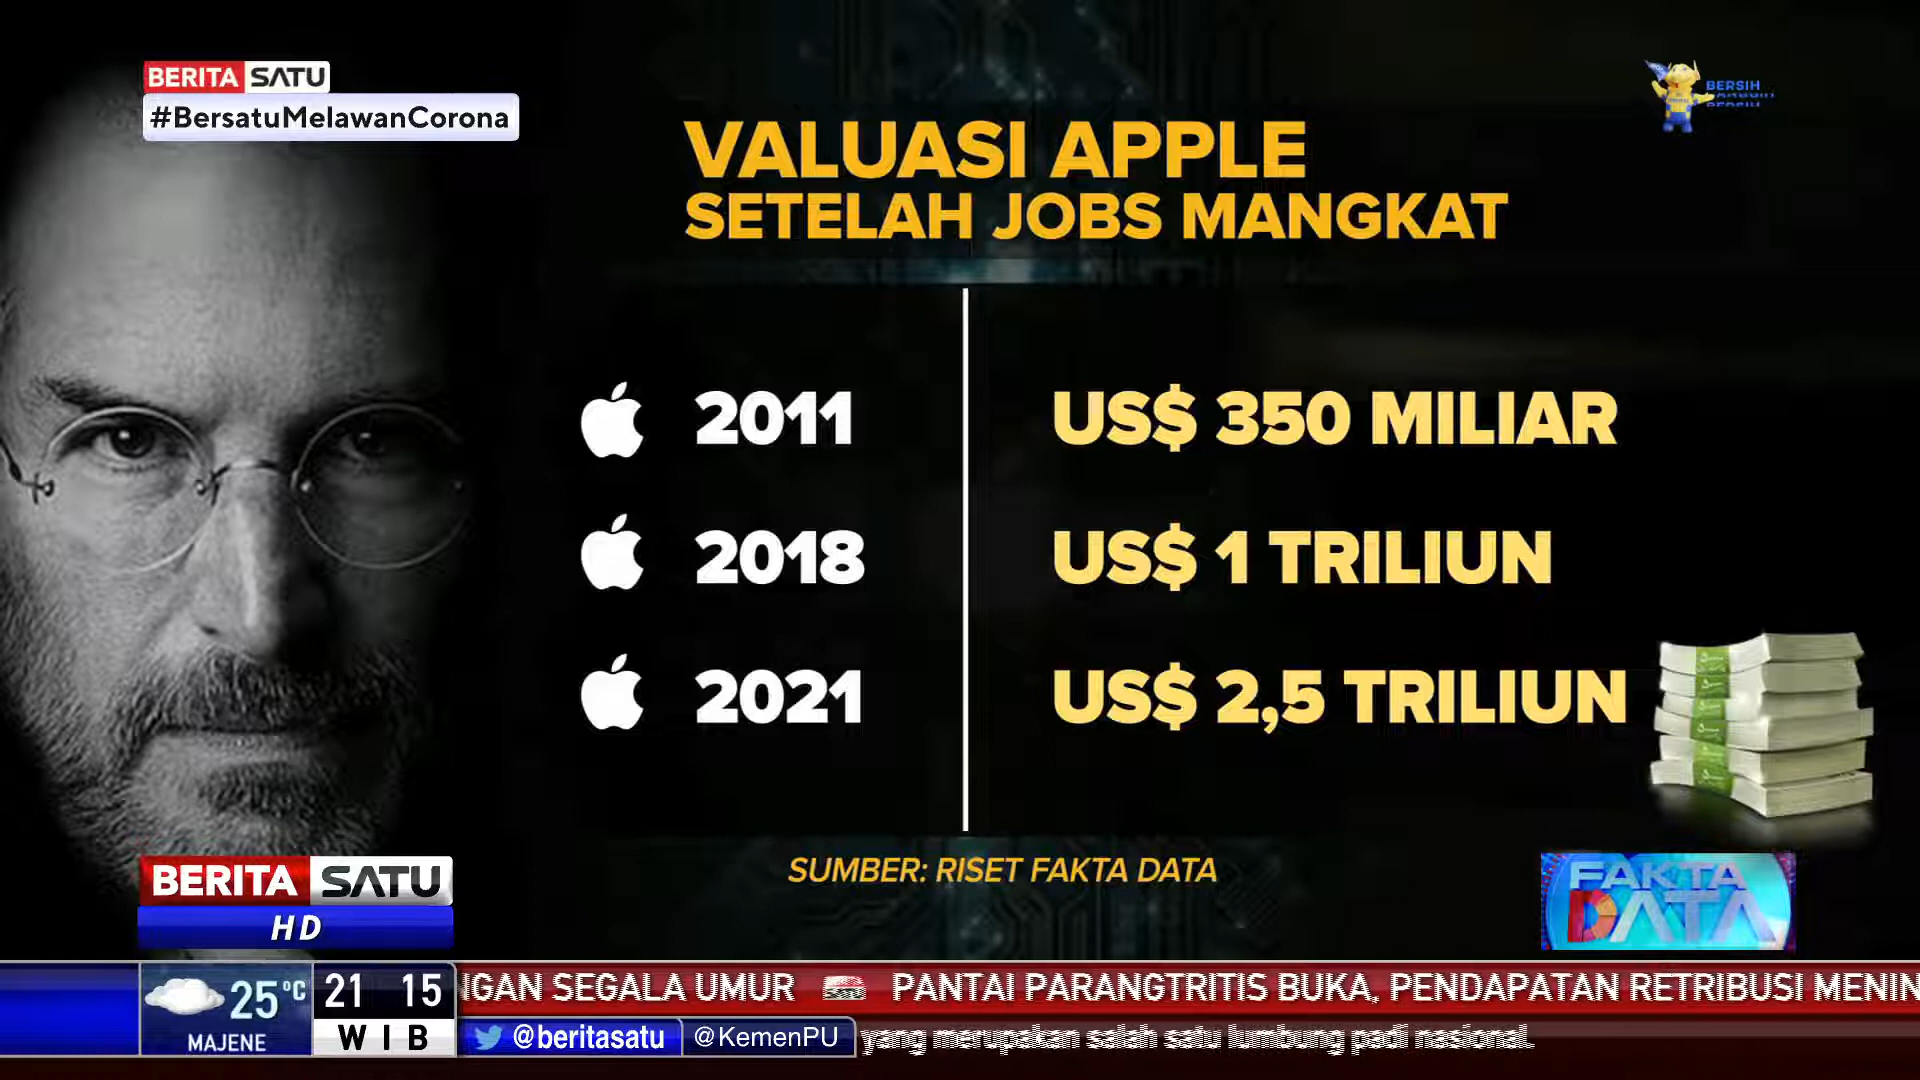 BERITA SATU
#BersatuMelawanCorona
BERSIH
VALUASI APPLE
SETELAH JOBS MANGKAT
2011 US$ 350 MILIAR
2018 US$ 1 TRILIUN
2021 US$ 2,5 TRILIUN
SUMBER: RISET FAKTA DATA
BERITA SATU
HD
FAKTA
DATA
25°C
MAJENE
21 15
WIB
NGAN SEGALA UMUR PANTAI PARANGTRITIS BUKA, PENDAPATAN RETRIBUSI MENIN
@beritasatu @KemenPU yang merupakan salah satu lumbung padi nasional.